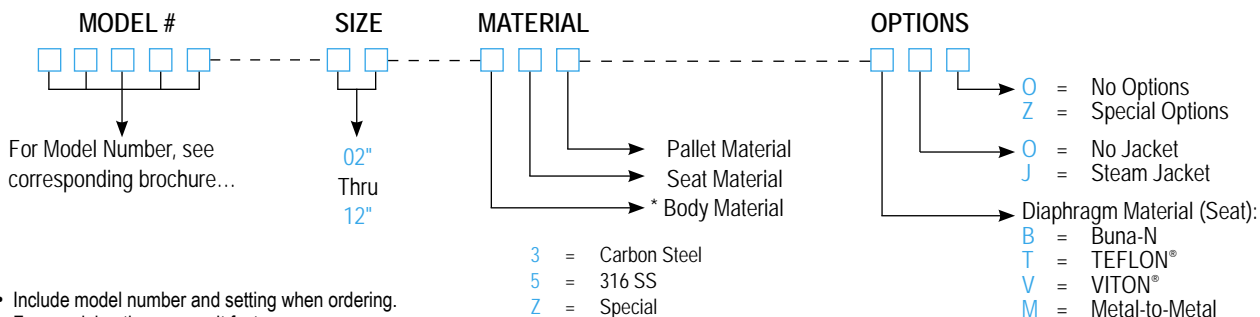 MODEL # SIZE MATERIAL OPTIONS
For Model Number, see
corresponding brochure…
02"
Thru
12"
Pallet Material
Seat Material
* Body Material
3 = Carbon Steel
5 = 316 SS
Z = Special
O = No Options
Z = Special Options
O = No Jacket
J = Steam Jacket
Diaphragm Material (Seat):
B = Buna-N
T = TEFLON®
V = VITON®
M = Metal-to-Metal
• Include model number and setting when ordering.